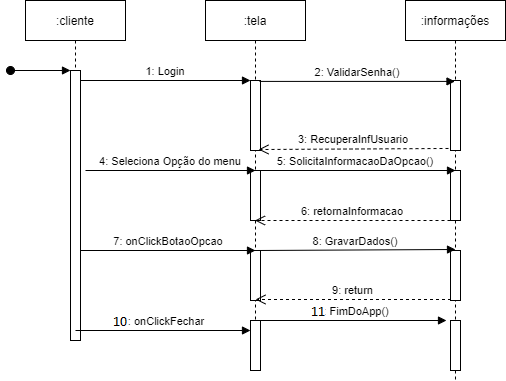 :cliente
:tela
:informações
1: Login
2: ValidarSenha()
3: RecuperaInfUsuario
4: Seleciona Opção do menu
5: SolicitaInformacaoDaOpcao()
6: retornaInformacao
7: onClickBotaoOpcao
8: GravarDados()
9: return
10: onClickFechar
11 FimDoApp()